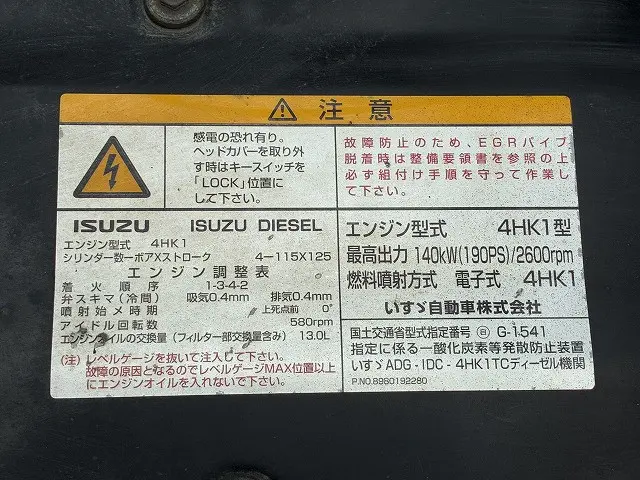 注意
感電の恐れ有り。
ヘッドカバーを取り外
す時はキースイッチを
「LOCK」位置に
して下さい。
故障防止のため、EGRパイプ
脱着時は整備要領書を参照の上
必ず組付け手順を守って作業し
て下さい。
ISUZU ISUZU DIESEL
エンジン型式 4HK1
シリンダ数ーボアXストローク 4-115X125
エンジン調整表
着火順序 1-3-4-2
弁スキマ(冷間) 吸気0.4mm 排気0.4mm
噴射始メ時期 上死点前 0°
アイドル回転数 580rpm
エンジンオイルの交換量(フィルター部交換量含み) 13.0L
(注) レベルゲージを抜いて注入して下さい。
故障の原因となるのでレベルゲージMAX位置以上
にエンジンオイルを入れないで下さい。
エンジン型式 4HK1型
最高出力 140kW(190PS)/2600rpm
燃料噴射方式 電子式 4HK1
いすゞ自動車株式会社
国土交通省型式指定番号 G-1541
指定に係る一酸化炭素等発散防止装置
いすゞADG-IDC-4HK1TCディーゼル機関
P.NO.8980192280